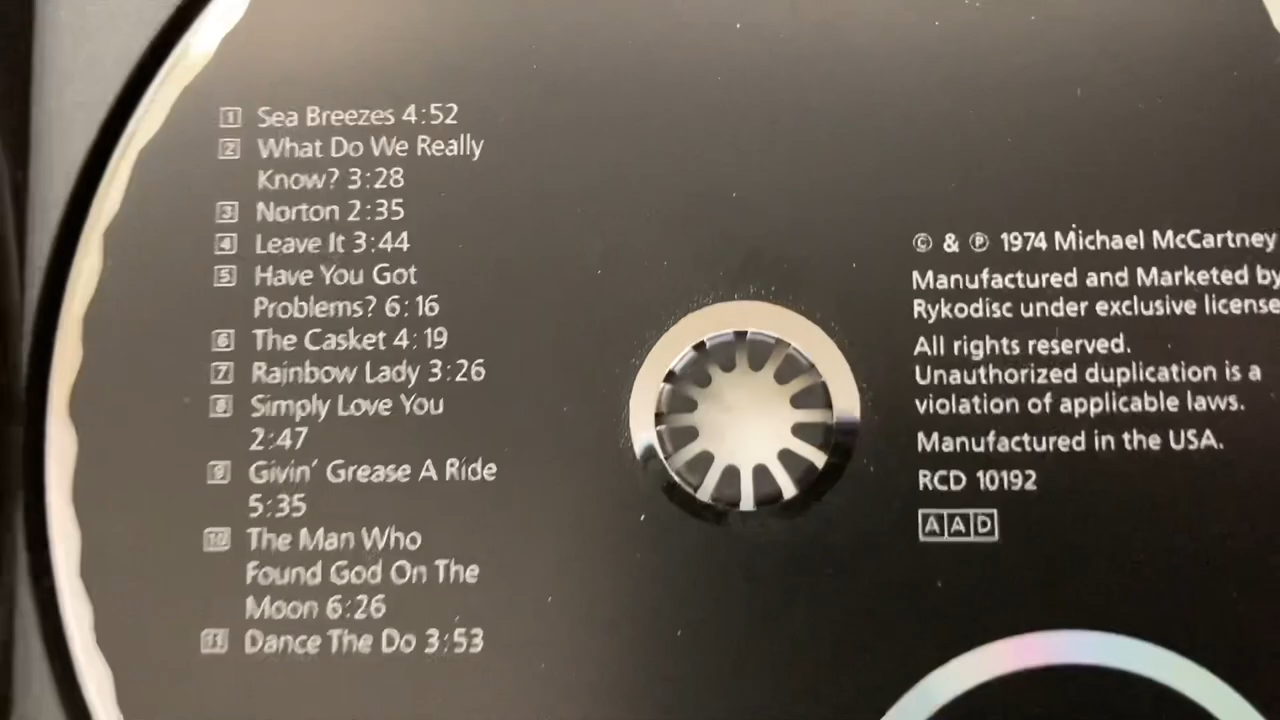 1 Sea Breezes 4:52
2 What Do We Really
Know? 3:28
3 Norton 2:35
4 Leave It 3:44
5 Have You Got
Problems? 6:16
6 The Casket 4:19
7 Rainbow Lady 3:26
8 Simply Love You
2:47
9 Givin' Grease A Ride
5:35
10 The Man Who
Found God On The
Moon 6:26
11 Dance The Do 3:53
© & ℗ 1974 Michael McCartney
Manufactured and Marketed by
Rykodisc under exclusive license
All rights reserved.
Unauthorized duplication is a
violation of applicable laws.
Manufactured in the USA.
RCD 10192
AAD